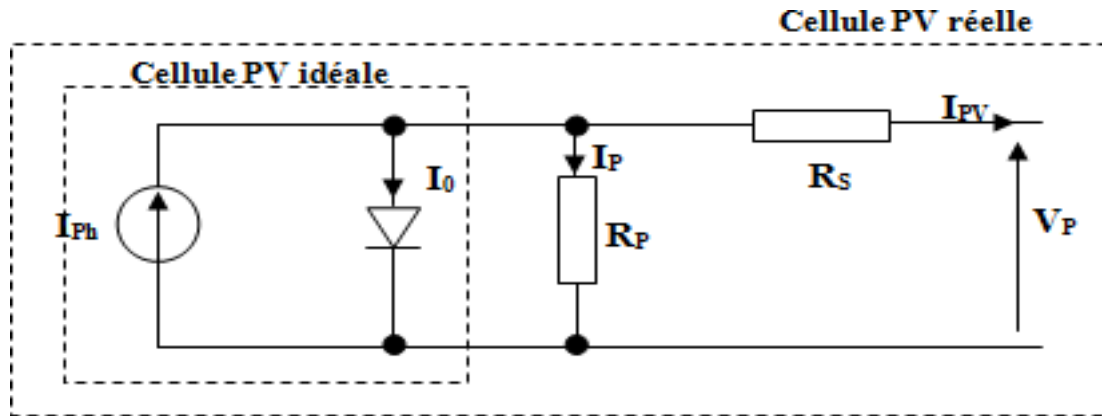 Cellule PV réelle
Cellule PV idéale
IPV
IP
I0
RS
IPh
RP
VP